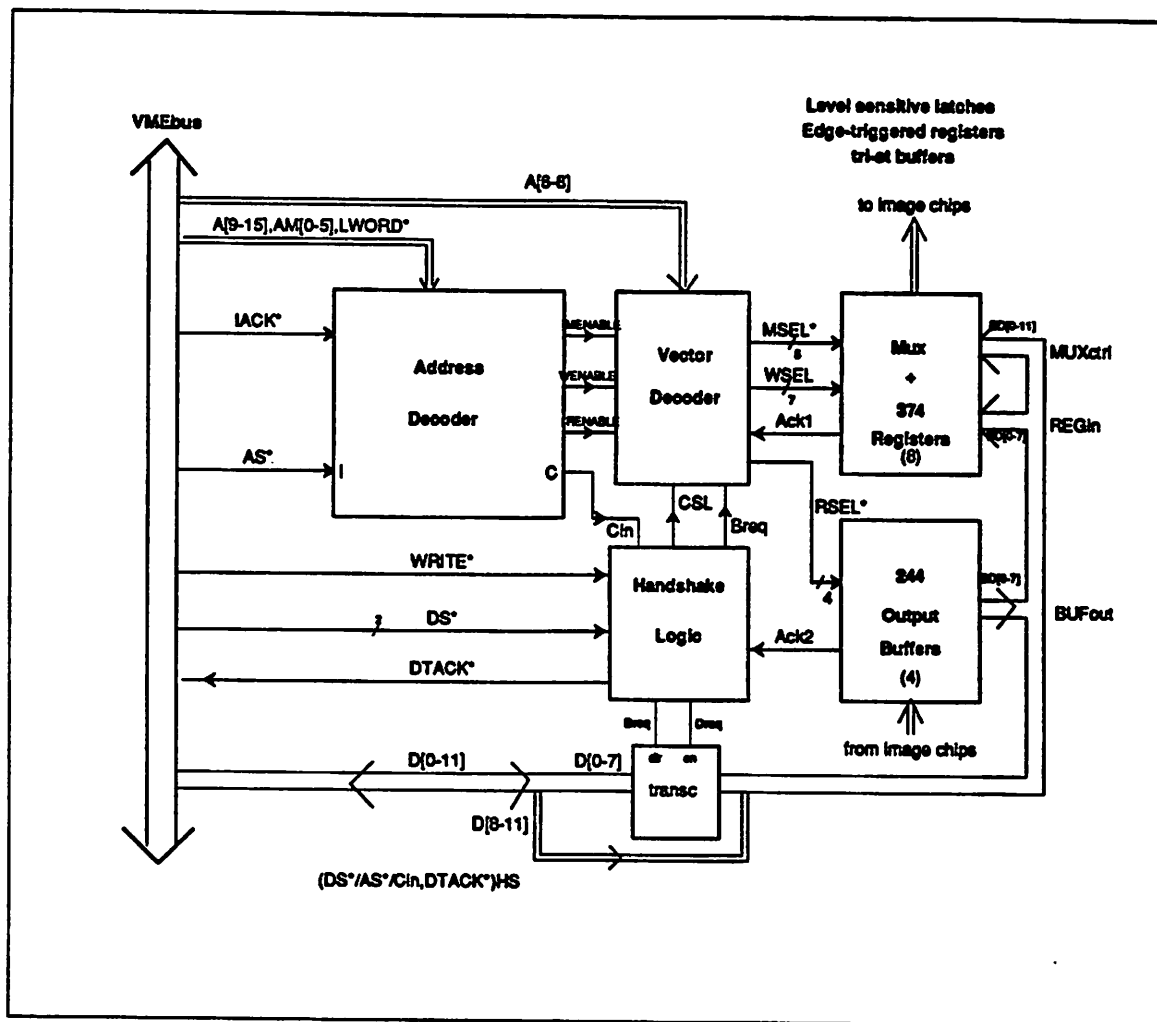 Level sensitive latches
Edge-triggered registers
tri-st buffers
VMEbus
to image chips
A[9-15],AM[0-5],LWORD*
IACK*
AS*
I
C
Address
Decoder
Vector
Decoder
MSEL*
WSEL
7
Ack1
Mux
+
374
Registers
(8)
MUXctrl
REGin
Cin
CSL
Breq
RSEL*
4
WRITE*
2
DS*
DTACK*
Handshake
Logic
Ack2
244
Output
Buffers
(4)
BUFout
from image chips
Breq
dir
en
transc
D[0-11]
D[0-7]
D[8-11]
(DS*/AS*/Cin,DTACK*)HS